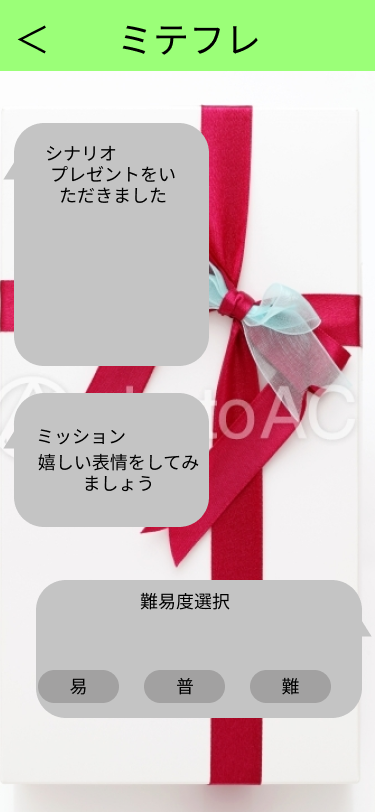 ＜ ミテフレ
シナリオ
プレゼントをい
ただきました
ミッション
嬉しい表情をしてみ
ましょう
toAC
難易度選択
易 普 難